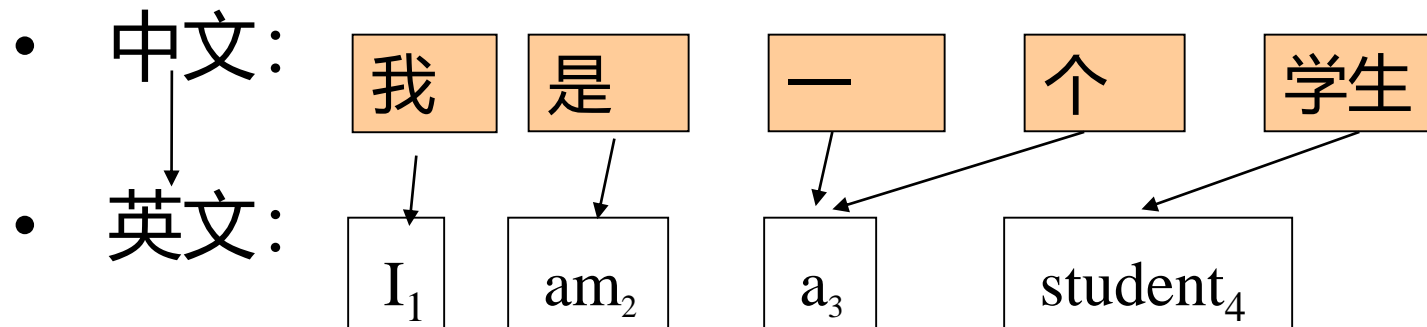 • 中文： 我 是 一 个 学生
• 英文： I₁ am₂ a₃ student₄